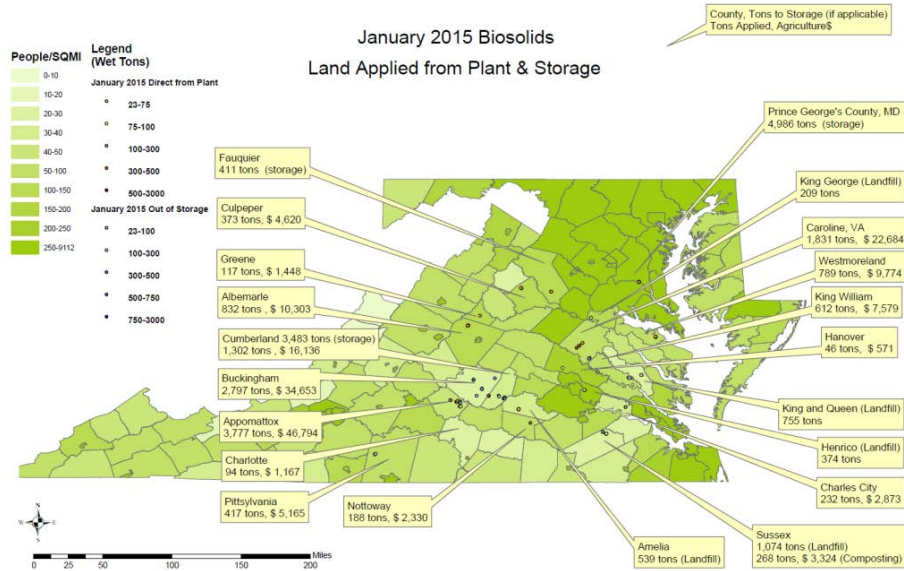 County, Tons to Storage (if applicable)
Tons Applied, Agriculture$
January 2015 Biosolids
Land Applied from Plant & Storage
People/SQMI
0-10
10-20
20-30
30-40
40-50
50-100
100-150
150-200
200-250
250-9112
Legend
(Wet Tons)
January 2015 Direct from Plant
23-75
75-100
100-300
300-500
500-3000
January 2015 Out of Storage
23-100
100-300
300-500
500-750
750-3000
Fauquier
411 tons (storage)
Culpeper
373 tons, $ 4,620
Greene
117 tons, $ 1,448
Albemarle
832 tons , $ 10,303
Cumberland 3,483 tons (storage)
1,302 tons , $ 16,136
Buckingham
2,797 tons, $ 34,653
Appomattox
3,777 tons, $ 46,794
Charlotte
94 tons, $ 1,167
Pittsylvania
417 tons, $ 5,165
Nottoway
188 tons, $ 2,330
Prince George's County, MD
4,986 tons (storage)
King George (Landfill)
209 tons
Caroline, VA
1,831 tons, $ 22,684
Westmoreland
789 tons, $ 9,774
King William
612 tons, $ 7,579
Hanover
46 tons, $ 571
King and Queen (Landfill)
755 tons
Henrico (Landfill)
374 tons
Charles City
232 tons, $ 2,873
Sussex
1,074 tons (Landfill)
268 tons, $ 3,324 (Composting)
Amelia
539 tons (Landfill)
N
W E
S
0 25 50 100 150 200
Miles